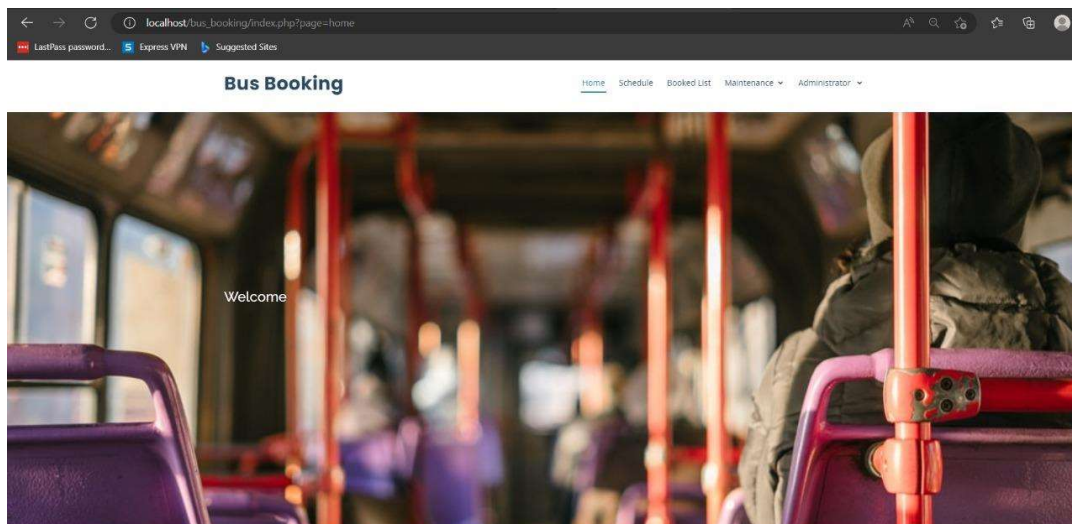 localhost/bus_booking/index.php?page=home
LastPass password... Express VPN Suggested Sites
Bus Booking
Home Schedule Booked List Maintenance Administrator
Welcome